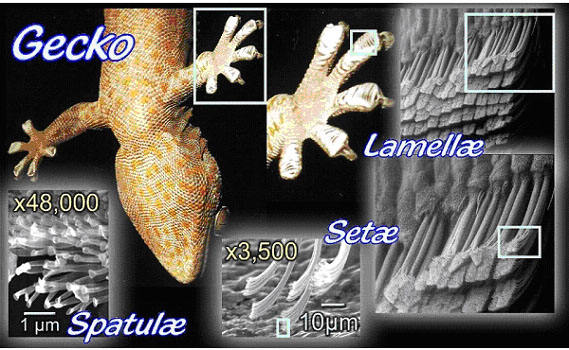 Gecko
Lamellæ
x48,000
Setæ
x3,500
1 µm
Spatulæ
10µm